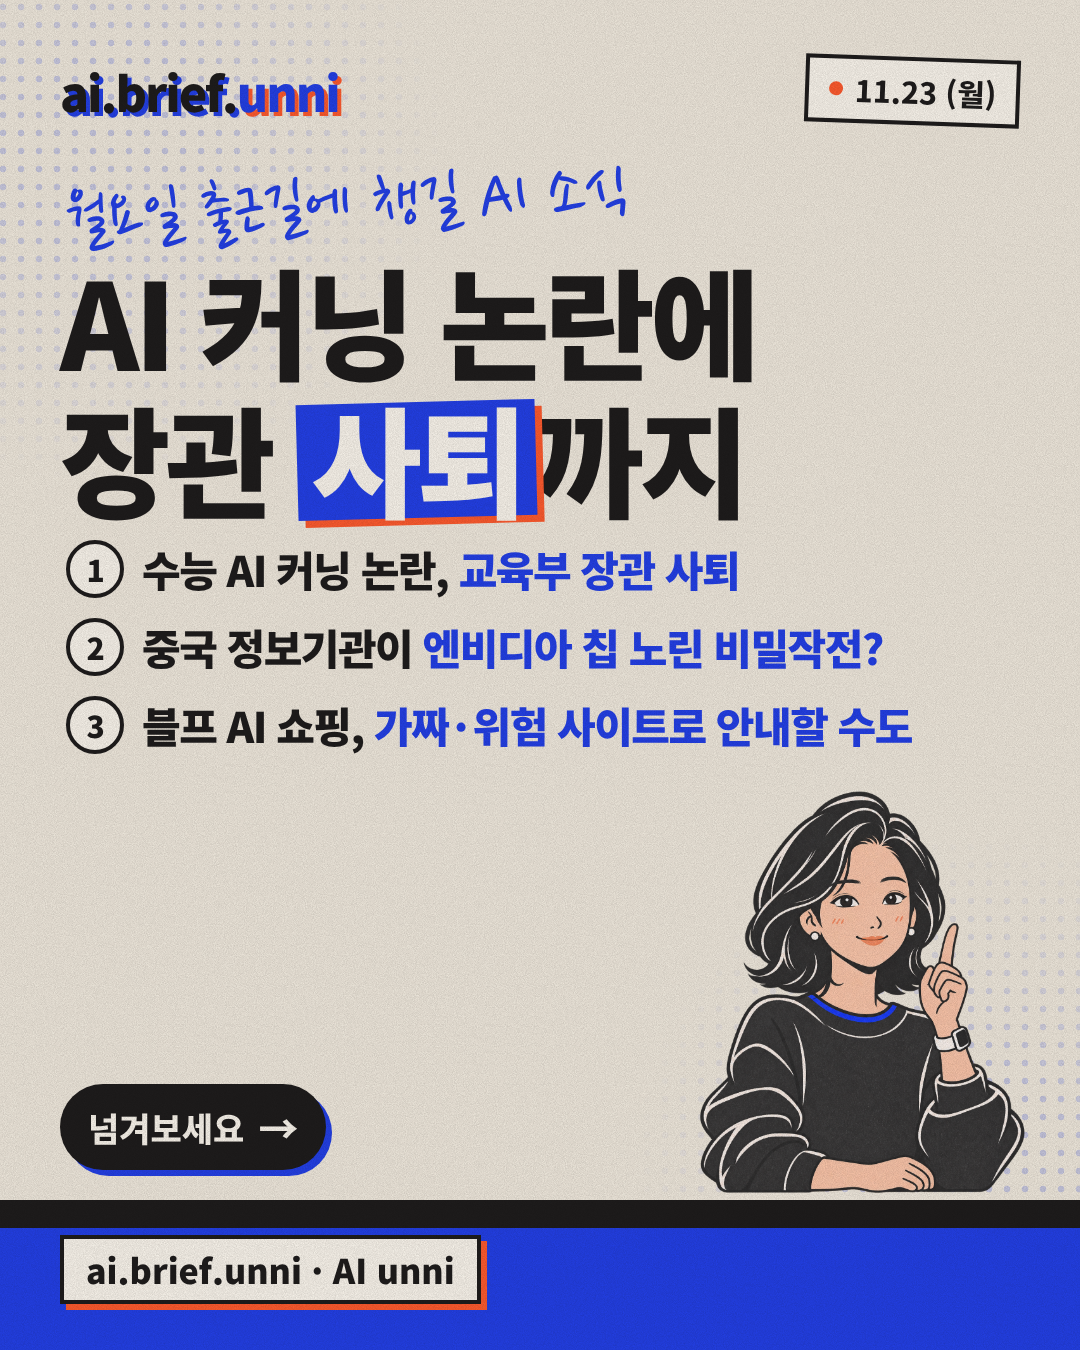 ai.brief.unni
11.23 (월)
월요일 출근길에 챙길 AI 소식
AI 커닝 논란에
장관 사퇴까지
1 수능 AI 커닝 논란, 교육부 장관 사퇴
2 중국 정보기관이 엔비디아 칩 노린 비밀작전?
3 블프 AI 쇼핑, 가짜·위험 사이트로 안내할 수도
넘겨보세요 →
ai.brief.unni · AI unni